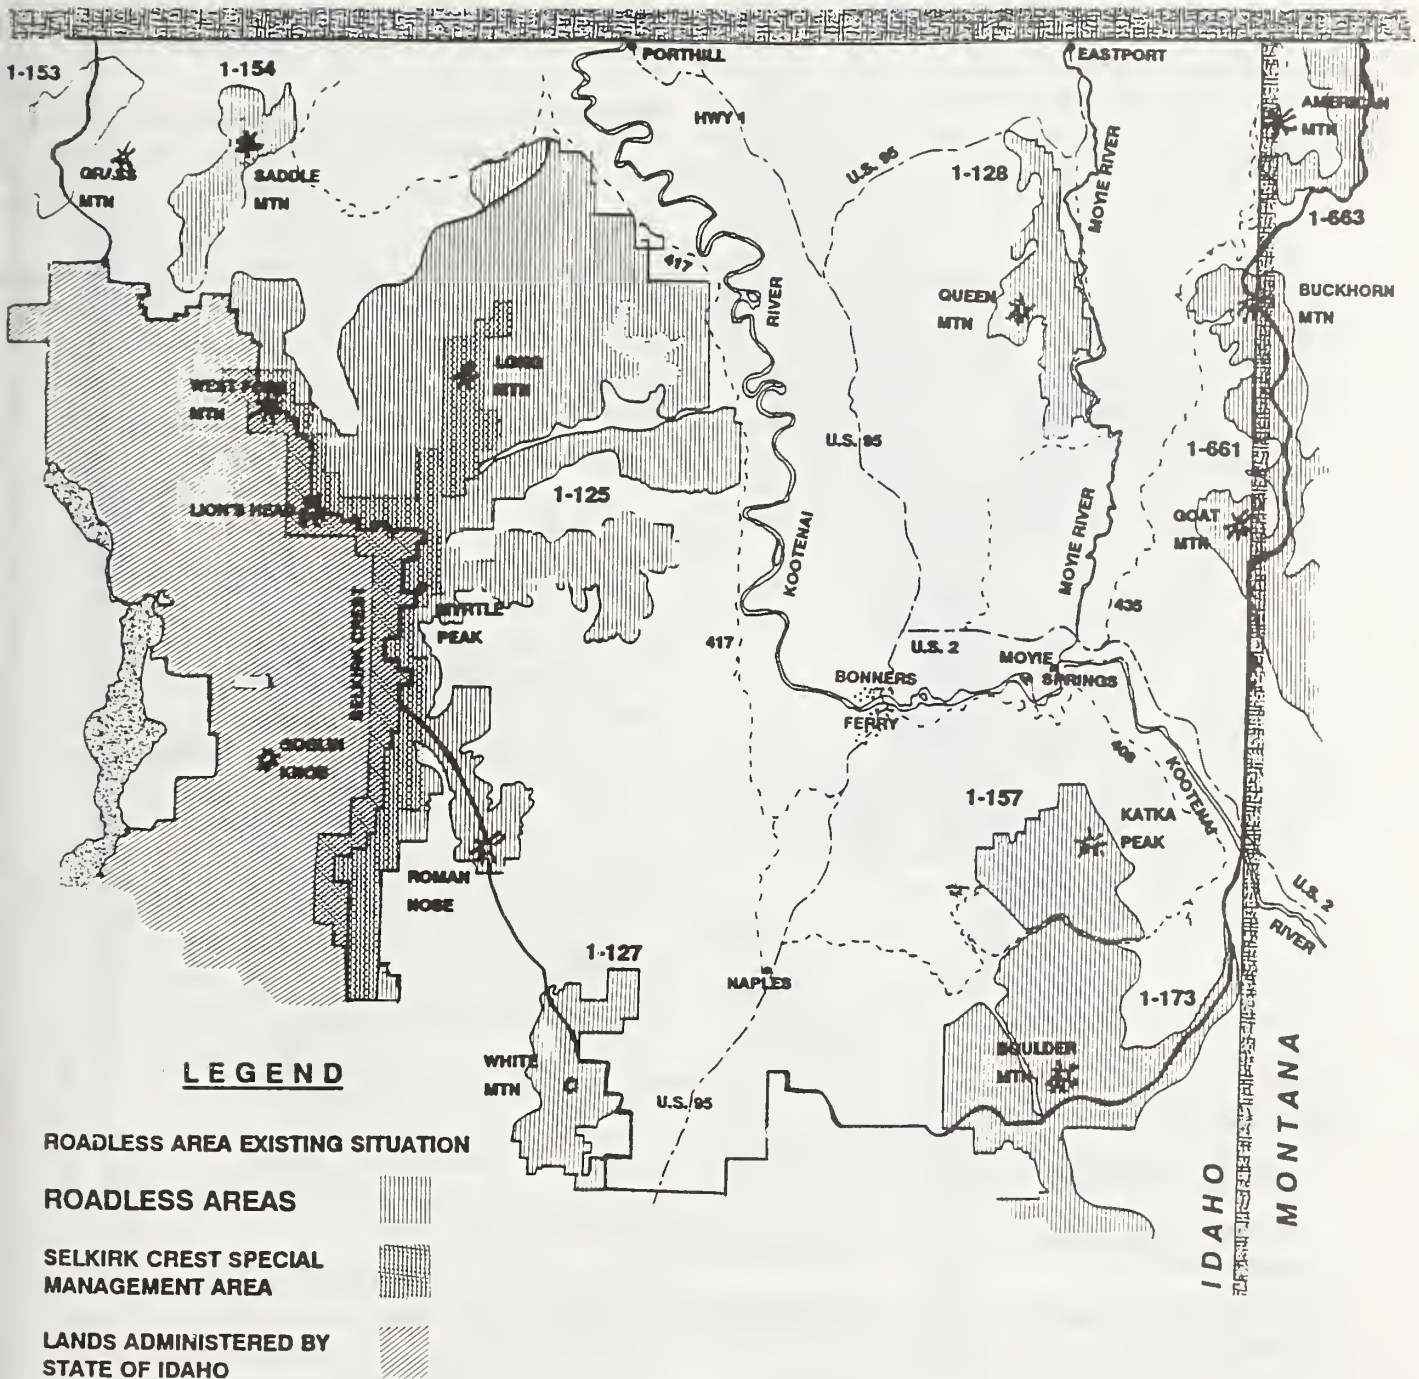 PORTHILL
EASTPORT
1-153
1-154
AMERICAN
MTN
HWY 1
U.S. 95
MOYIE RIVER
GRASS
MTN
SADDLE
MTN
1-128
1-663
417
RIVER
QUEEN
MTN
BUCKHORN
MTN
LONG
MTN
WEST FORK
MTN
U.S. 95
1-661
1-125
LION'S HEAD
GOAT
MTN
KOOTENAI
MOYIE RIVER
435
SELKIRK CREST
MYRTLE
PEAK
417
U.S. 2
MOYIE
SPRINGS
BONNERS
FERRY
408
KOOTENAI
1-157
KATKA
PEAK
KNOB
ROMAN
NOSE
U.S. 2
RIVER
1-127
NAPLES
1-173
WHITE
MTN
BOULDER
MTN
U.S. 95
IDAHO
MONTANA
LEGEND
ROADLESS AREA EXISTING SITUATION
ROADLESS AREAS
SELKIRK CREST SPECIAL
MANAGEMENT AREA
LANDS ADMINISTERED BY
STATE OF IDAHO